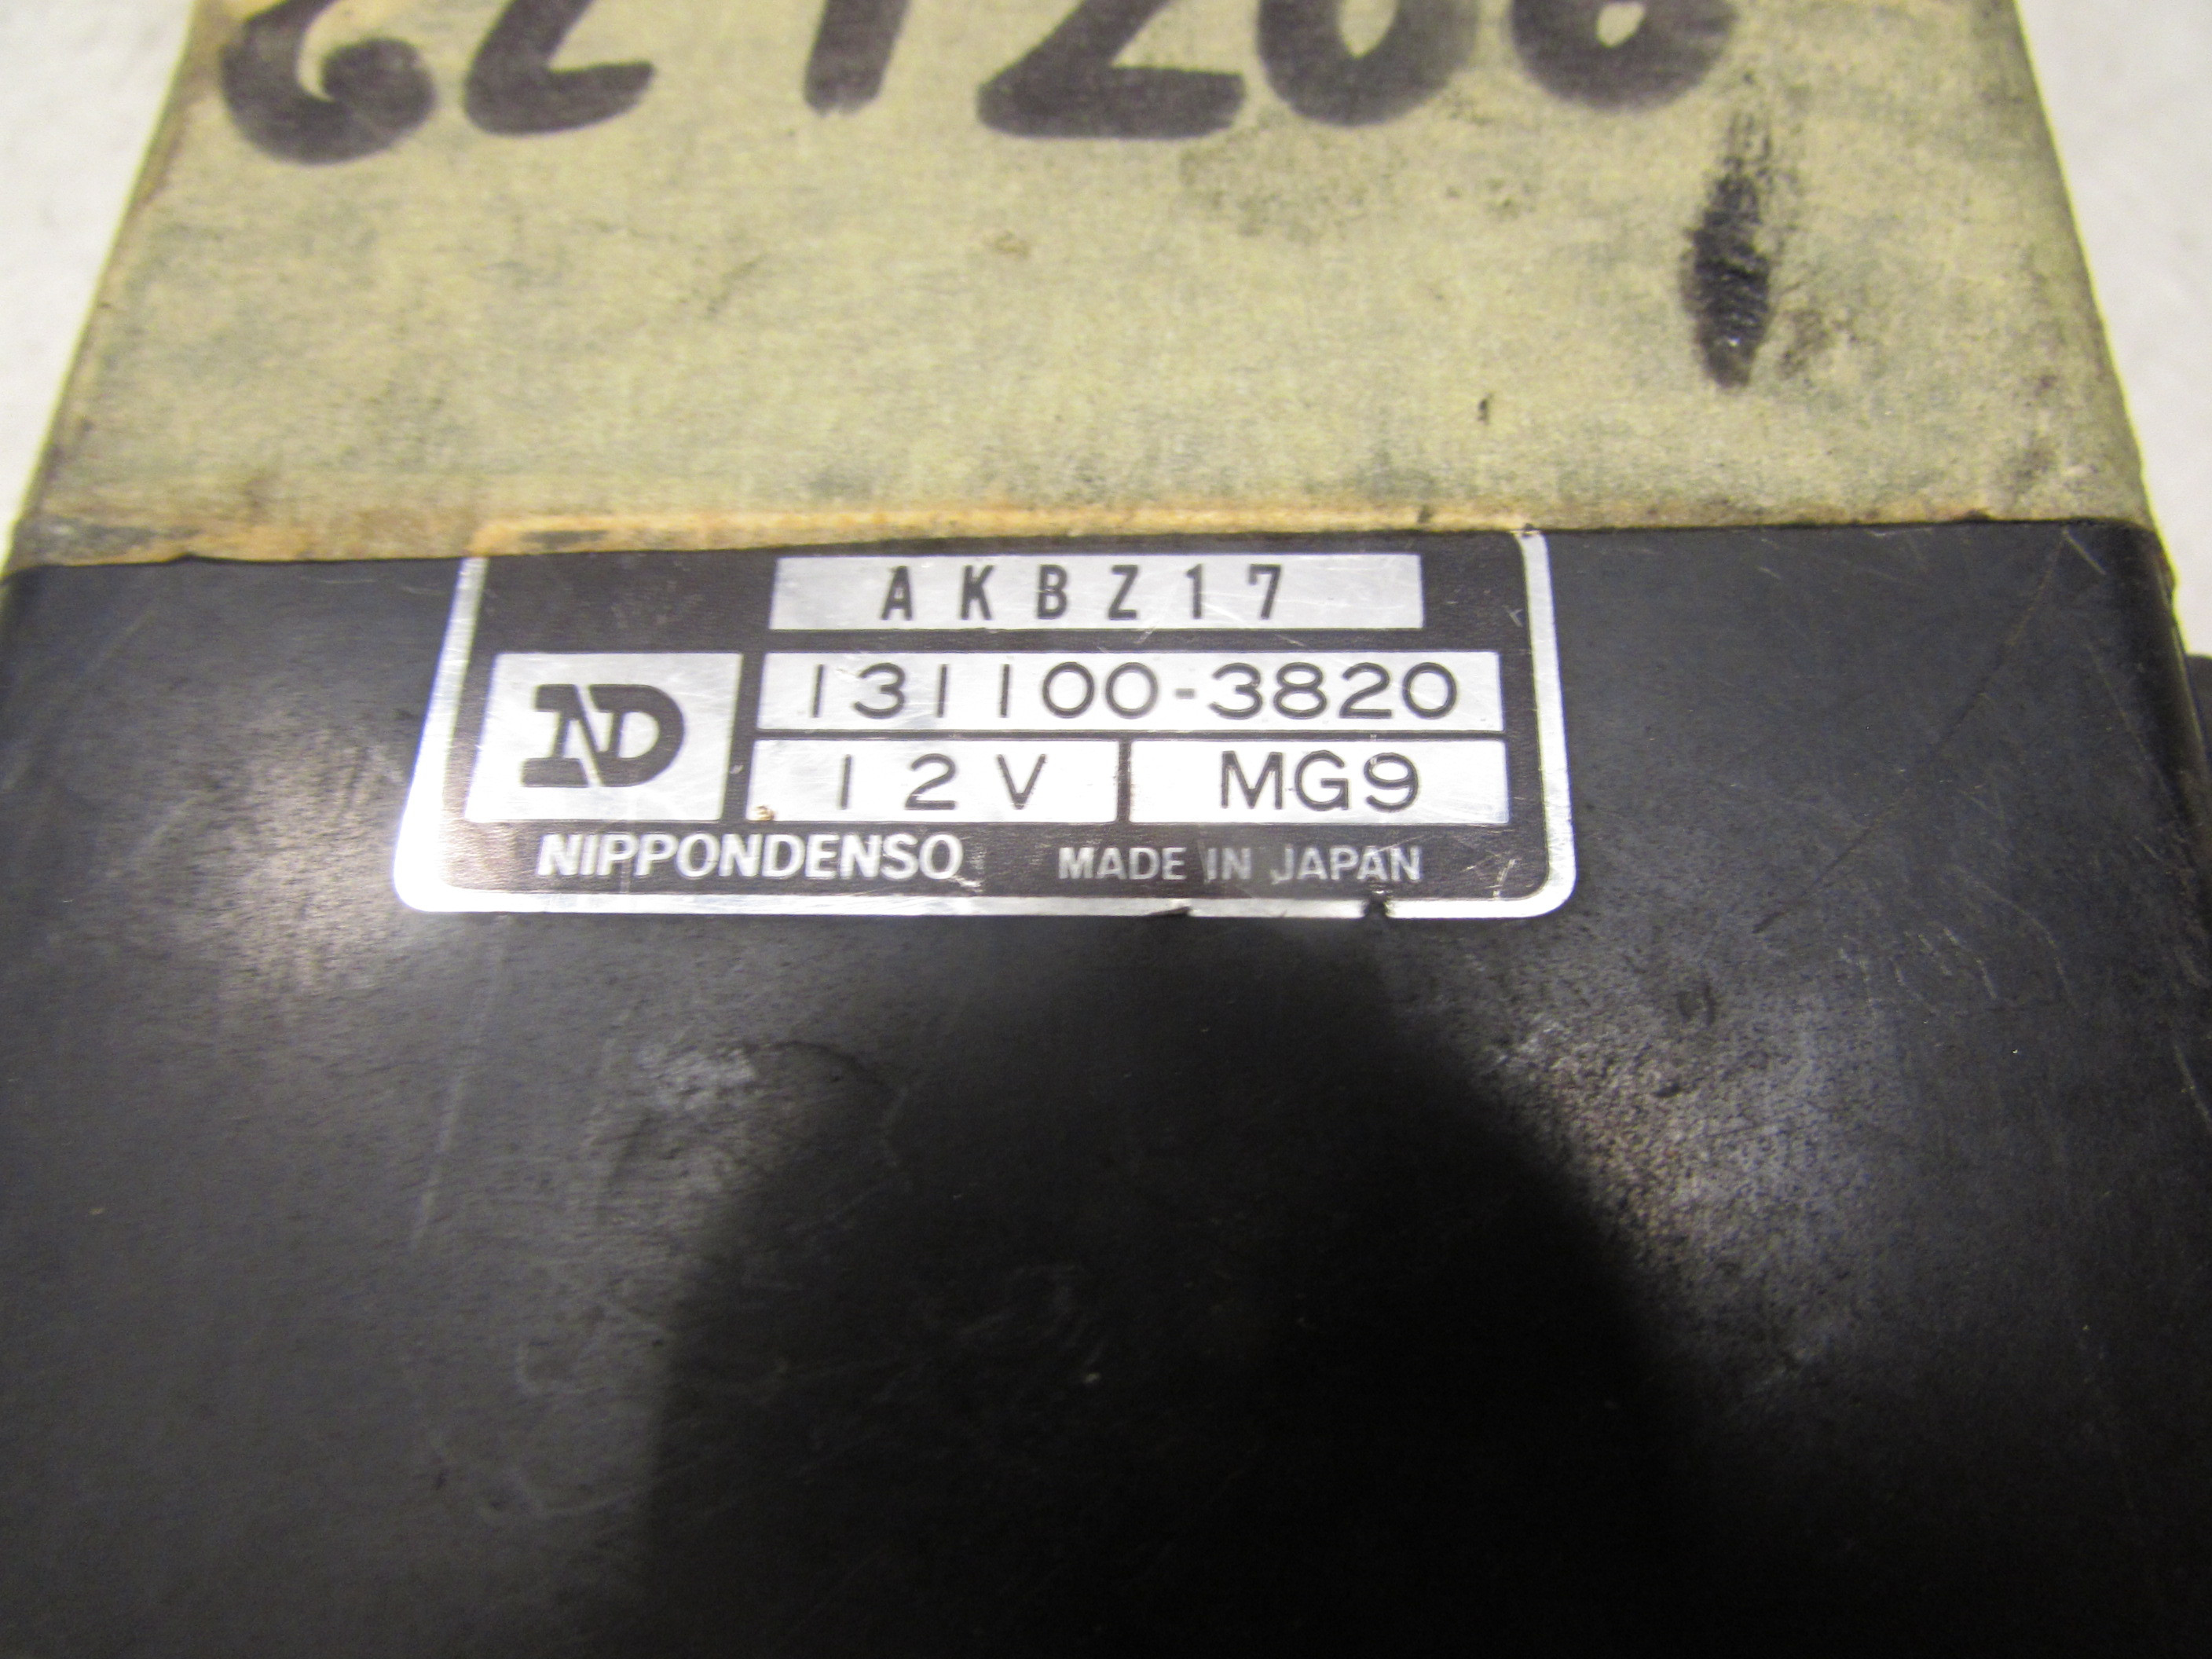 AKBZ17
ND
131100-3820
12V MG9
NIPPONDENSO MADE IN JAPAN